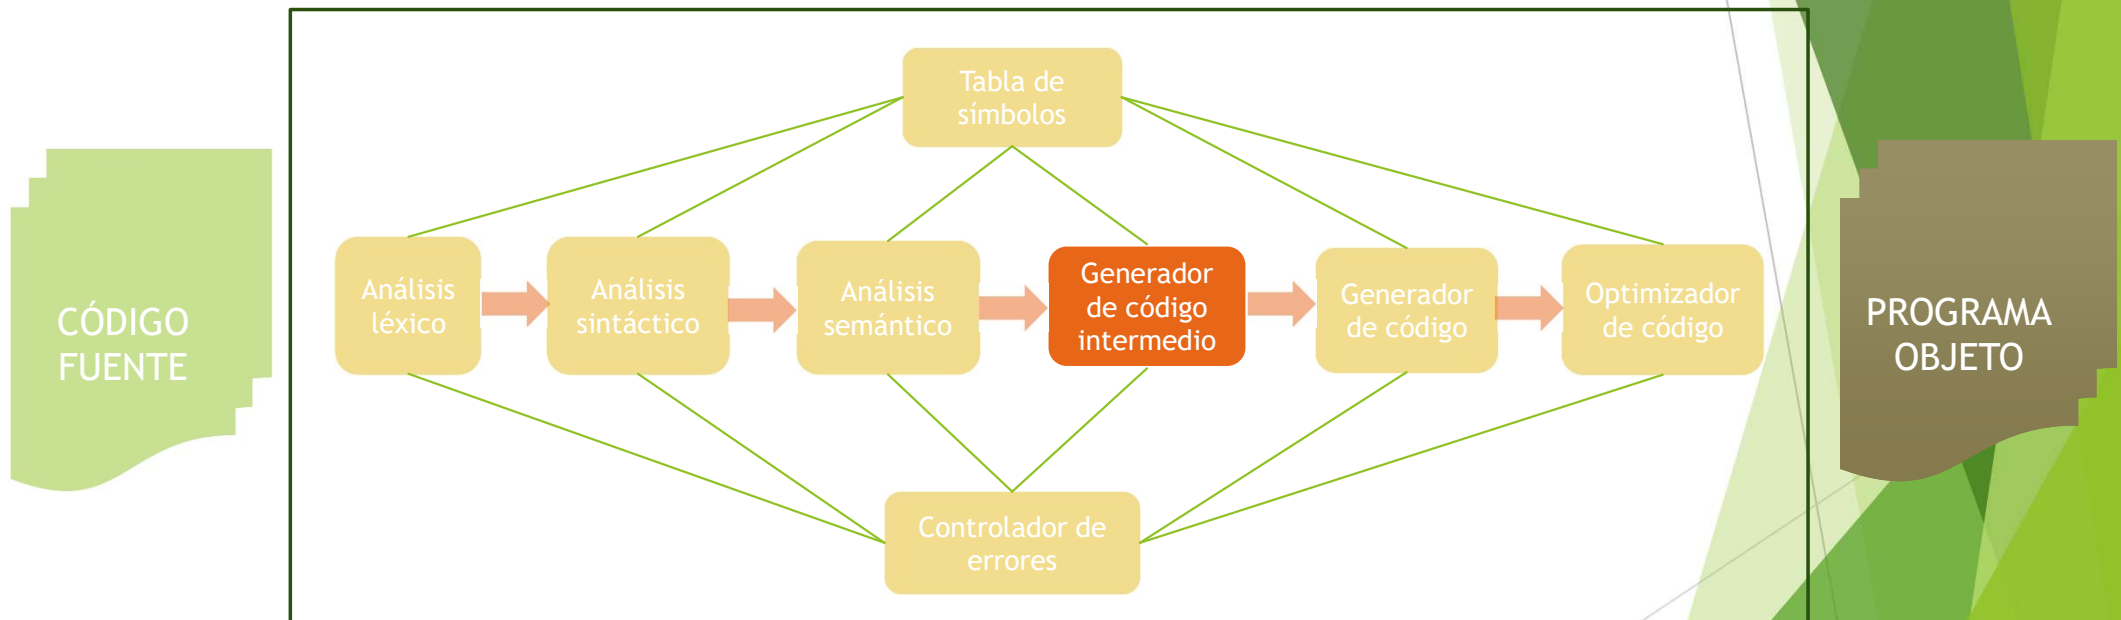 Tabla de
símbolos
CÓDIGO
FUENTE
Análisis
léxico
Análisis
sintáctico
Análisis
semántico
Generador
de código
intermedio
Generador
de código
Optimizador
de código
PROGRAMA
OBJETO
Controlador de
errores